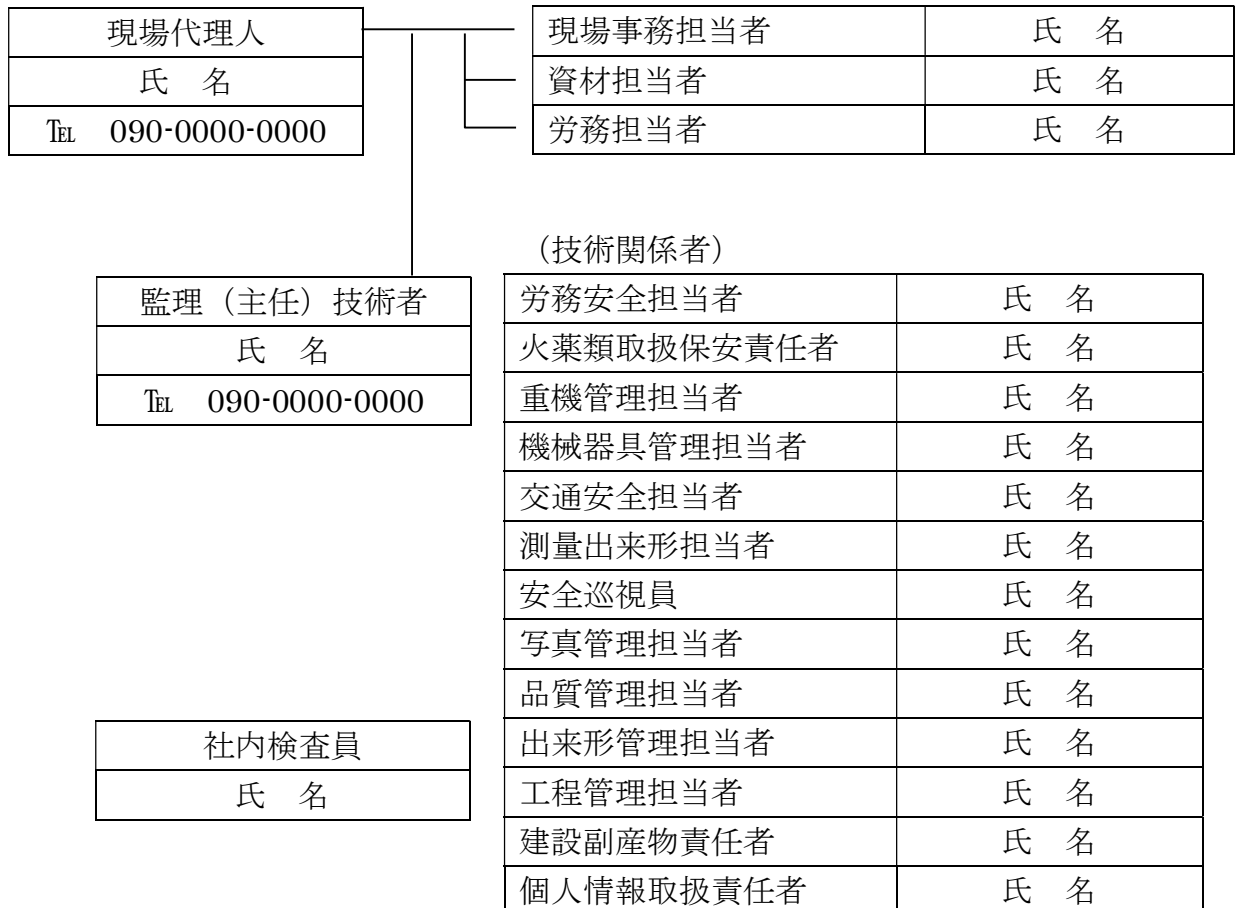 現場代理人
氏 名
℡ 090-0000-0000
現場事務担当者 氏 名
資材担当者 氏 名
労務担当者 氏 名
監理（主任）技術者
氏 名
℡ 090-0000-0000
（技術関係者）
労務安全担当者 氏 名
火薬類取扱保安責任者 氏 名
重機管理担当者 氏 名
機械器具管理担当者 氏 名
交通安全担当者 氏 名
測量出来形担当者 氏 名
安全巡視員 氏 名
写真管理担当者 氏 名
品質管理担当者 氏 名
出来形管理担当者 氏 名
工程管理担当者 氏 名
建設副産物責任者 氏 名
個人情報取扱責任者 氏 名
社内検査員
氏 名